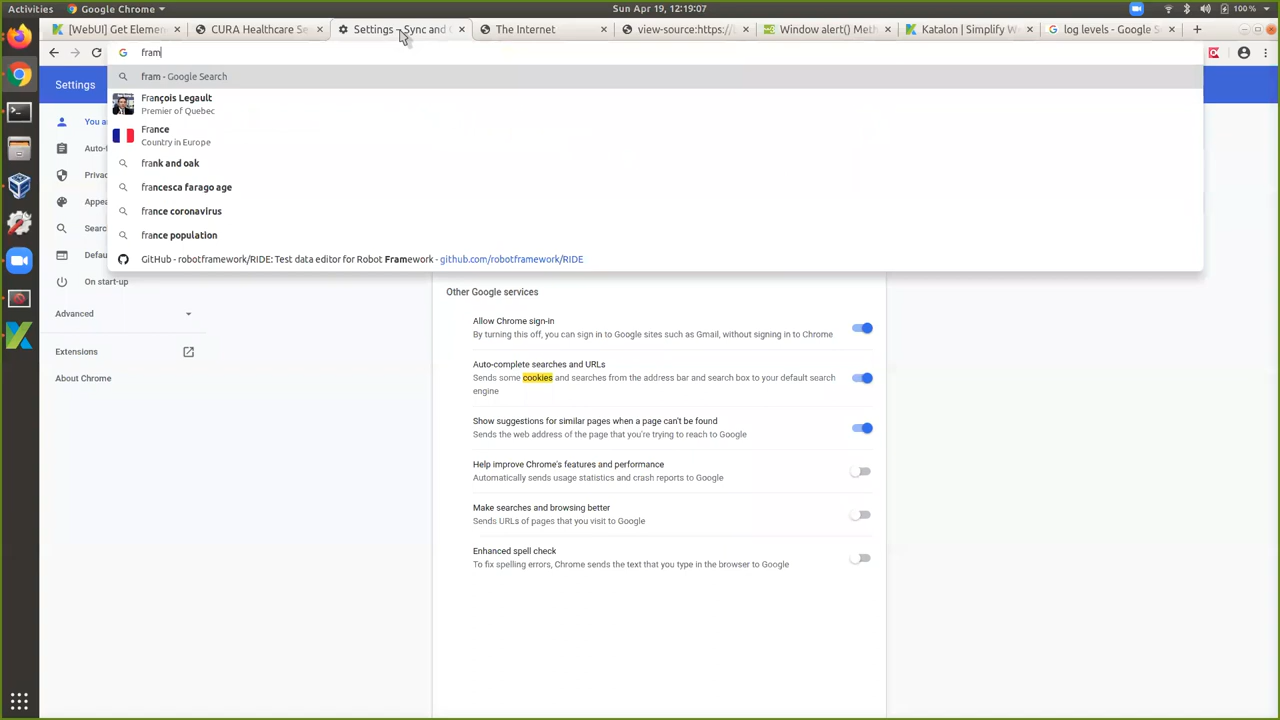 Activities
Google Chrome
Sun Apr 19, 12:19:07
100 %
[WebUI] Get Elemen
CURA Healthcare Se
Settings - Sync and
The Internet
view-source:https://
Window alert() Meth
Katalon | Simplify W
log levels - Google S
fram
Settings
fram - Google Search
François Legault
Premier of Quebec
France
Country in Europe
frank and oak
francesca farago age
france coronavirus
france population
GitHub - robotframework/RIDE: Test data editor for Robot Framework - github.com/robotframework/RIDE
You a
Auto-f
Privac
Appea
Searc
Defau
On start-up
Advanced
Extensions
About Chrome
Other Google services
Allow Chrome sign-in
By turning this off, you can sign in to Google sites such as Gmail, without signing in to Chrome
Auto-complete searches and URLs
Sends some cookies and searches from the address bar and search box to your default search
engine
Show suggestions for similar pages when a page can't be found
Sends the web address of the page that you're trying to reach to Google
Help improve Chrome's features and performance
Automatically sends usage statistics and crash reports to Google
Make searches and browsing better
Sends URLs of pages that you visit to Google
Enhanced spell check
To fix spelling errors, Chrome sends the text that you type in the browser to Google